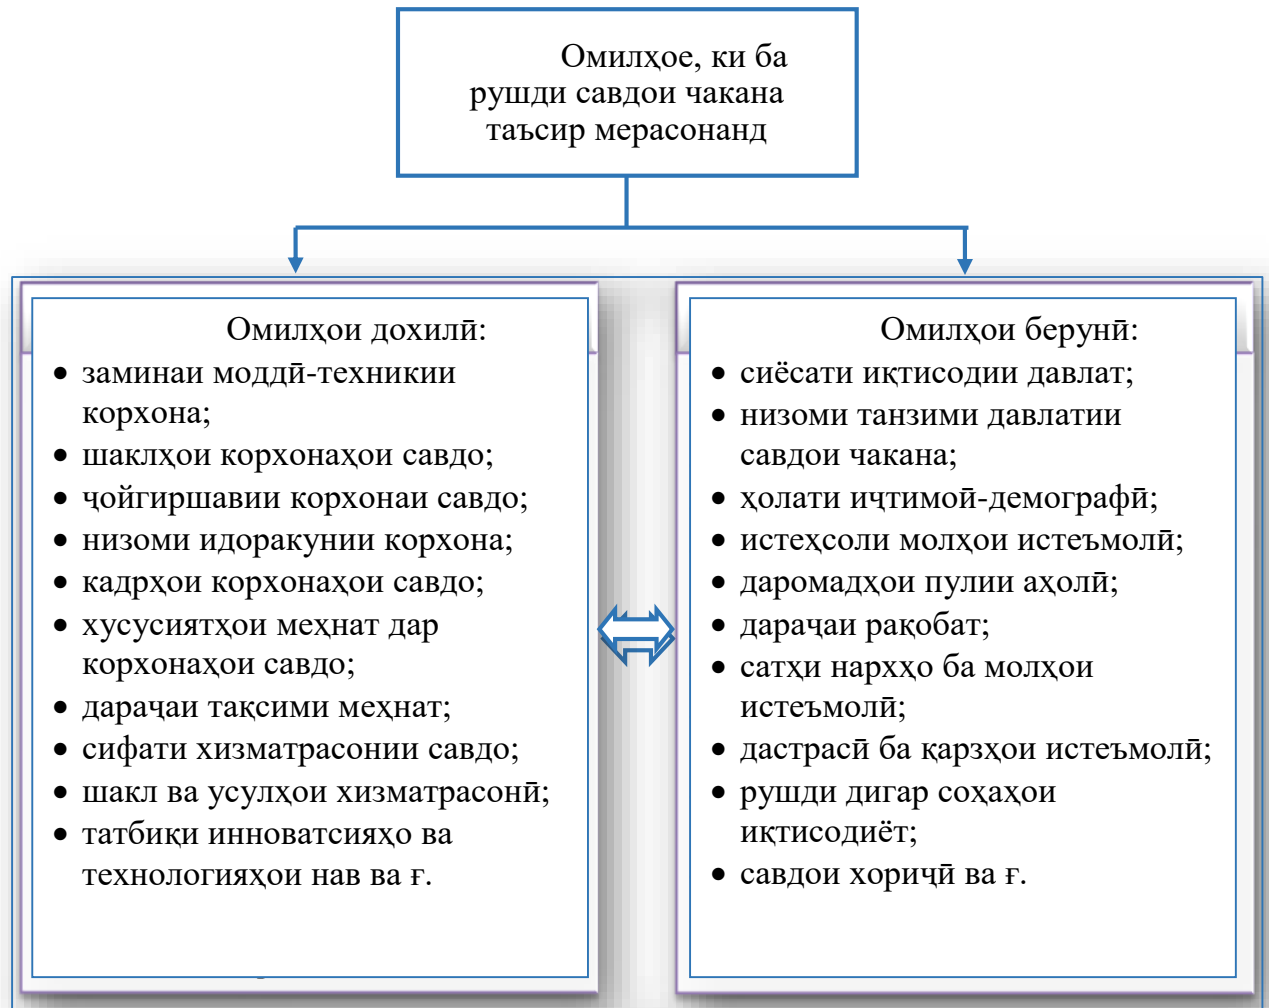 Омилҳое, ки ба
рушди савдои чакана
таъсир мерасонанд
Омилҳои дохилӣ:
• заминаи моддӣ-техникии
корхона;
• шаклҳои корхонаҳои савдо;
• ҷойгиршавии корхонаи савдо;
• низоми идоракунии корхона;
• кадрҳои корхонаҳои савдо;
• хусусиятҳои меҳнат дар
корхонаҳои савдо;
• дараҷаи тақсими меҳнат;
• сифати хизматрасонии савдо;
• шакл ва усулҳои хизматрасонӣ;
• татбиқи инноватсияҳо ва
технологияҳои нав ва ғ.
Омилҳои берунӣ:
• сиёсати иқтисодии давлат;
• низоми танзими давлатии
савдои чакана;
• ҳолати иҷтимоӣ-демографӣ;
• истеҳсоли молҳои истеъмолӣ;
• даромадҳои пулии аҳолӣ;
• дараҷаи рақобат;
• сатҳи нархҳо ба молҳои
истеъмолӣ;
• дастрасӣ ба қарзҳои истеъмолӣ;
• рушди дигар соҳаҳои
иқтисодиёт;
• савдои хориҷӣ ва ғ.